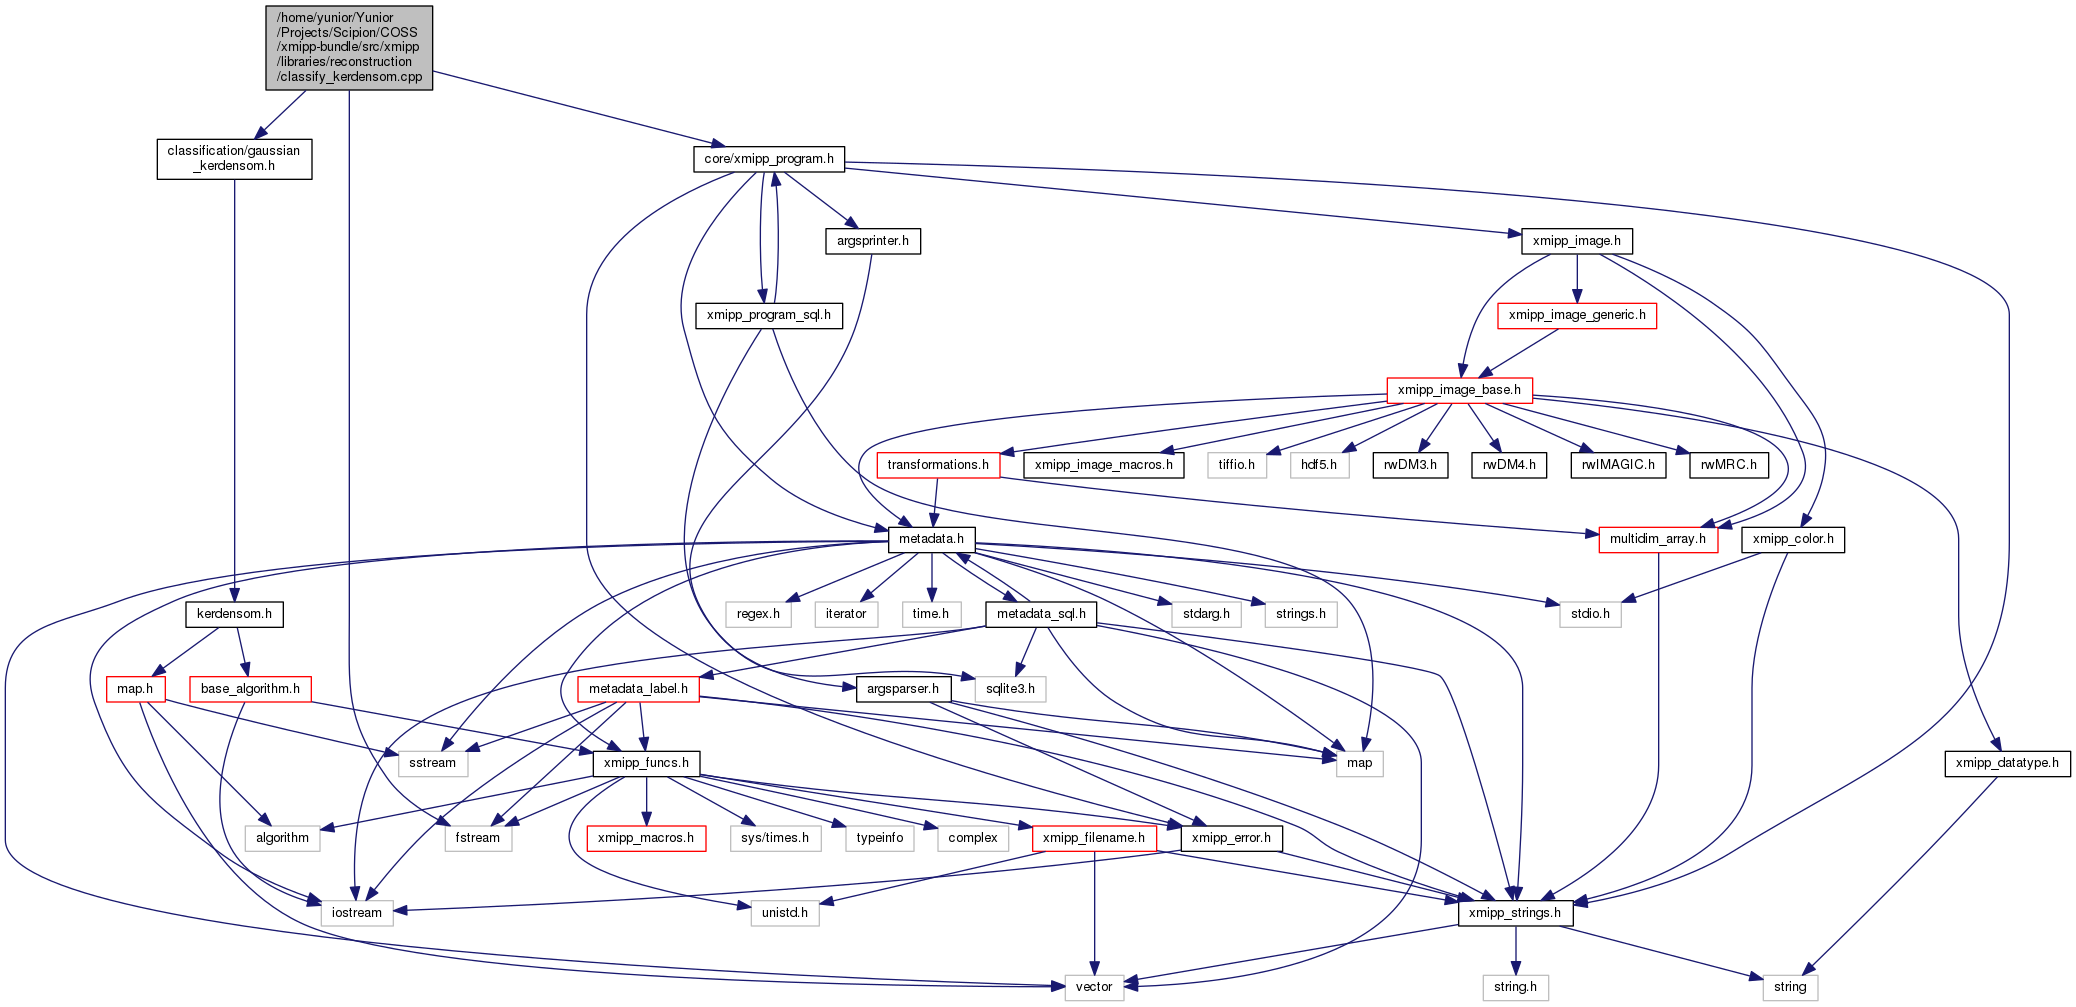 /home/yunior/Yunior
/Projects/Scipion/COSS
/xmipp-bundle/src/xmipp
/libraries/reconstruction
/classify_kerdensom.cpp
classification/gaussian
_kerdensom.h
core/xmipp_program.h
argsprinter.h
xmipp_image.h
xmipp_program_sql.h
xmipp_image_generic.h
xmipp_image_base.h
transformations.h
xmipp_image_macros.h
tiffio.h
hdf5.h
rwDM3.h
rwDM4.h
rwIMAGIC.h
rwMRC.h
metadata.h
multidim_array.h
xmipp_color.h
kerdensom.h
regex.h
iterator
time.h
metadata_sql.h
stdarg.h
strings.h
stdio.h
map.h
base_algorithm.h
metadata_label.h
argsparser.h
sqlite3.h
sstream
xmipp_funcs.h
map
xmipp_datatype.h
algorithm
fstream
xmipp_macros.h
sys/times.h
typeinfo
complex
xmipp_filename.h
xmipp_error.h
iostream
unistd.h
xmipp_strings.h
vector
string.h
string